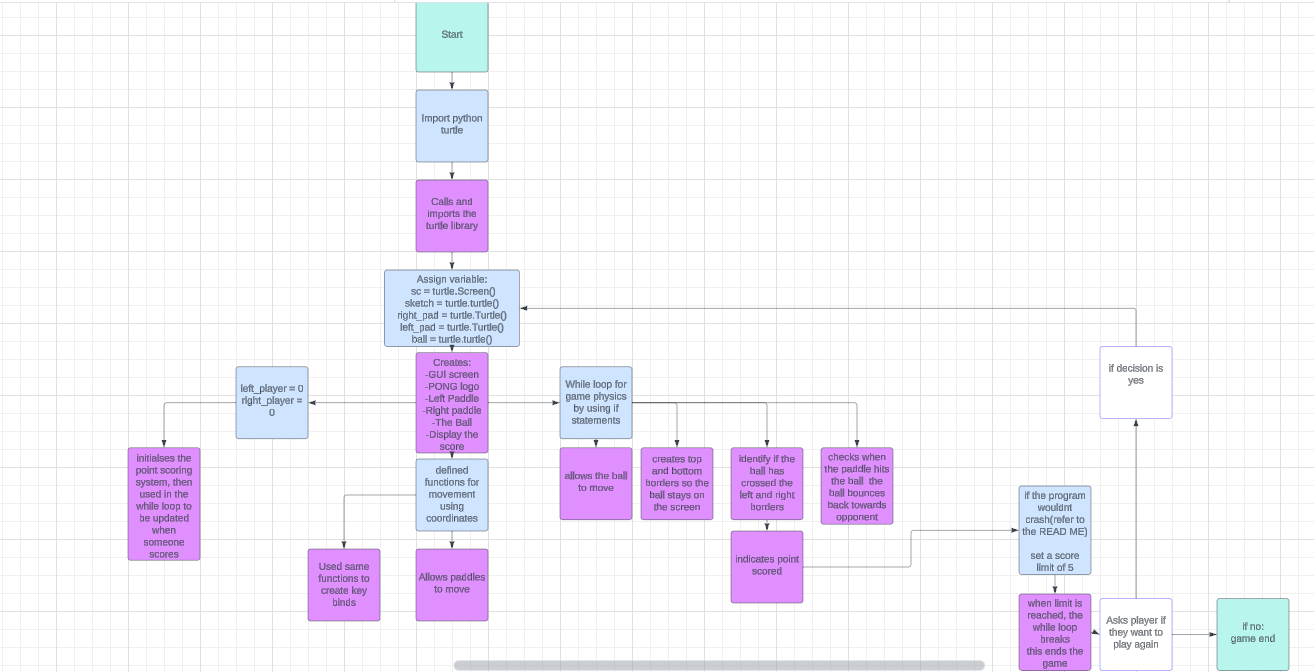 Start
Import python
turtle
Calls and
imports the
turtle library
Assign variable:
sc = turtle.Screen()
sketch = turtle.turtle()
right_pad = turtle.Turtle()
left_pad = turtle.Turtle()
ball = turtle.turtle()
Creates:
-GUI screen
-PONG logo
-Left Paddle
-Right paddle
-The Ball
-Display the
score
left_player = 0
right_player =
0
initialses the
point scoring
system, then
used in the
while loop to
be updated
when
someone
scores
defined
functions for
movement
using
coordinates
Used same
functions to
create key
binds
Allows paddles
to move
While loop for
game physics
by using if
statements
allows the ball
to move
creates top
and bottom
borders so the
ball stays on
the screen
identify if the
ball has
crossed the
left and right
borders
checks when
the paddle hits
the ball the
ball bounces
back towards
opponent
indicates point
scored
if the program
wouldnt
crash(refer to
the READ ME)
set a score
limit of 5
when limit is
reached, the
while loop
breaks
this ends the
game
Asks player if
they want to
play again
if decision is
yes
if no:
game end